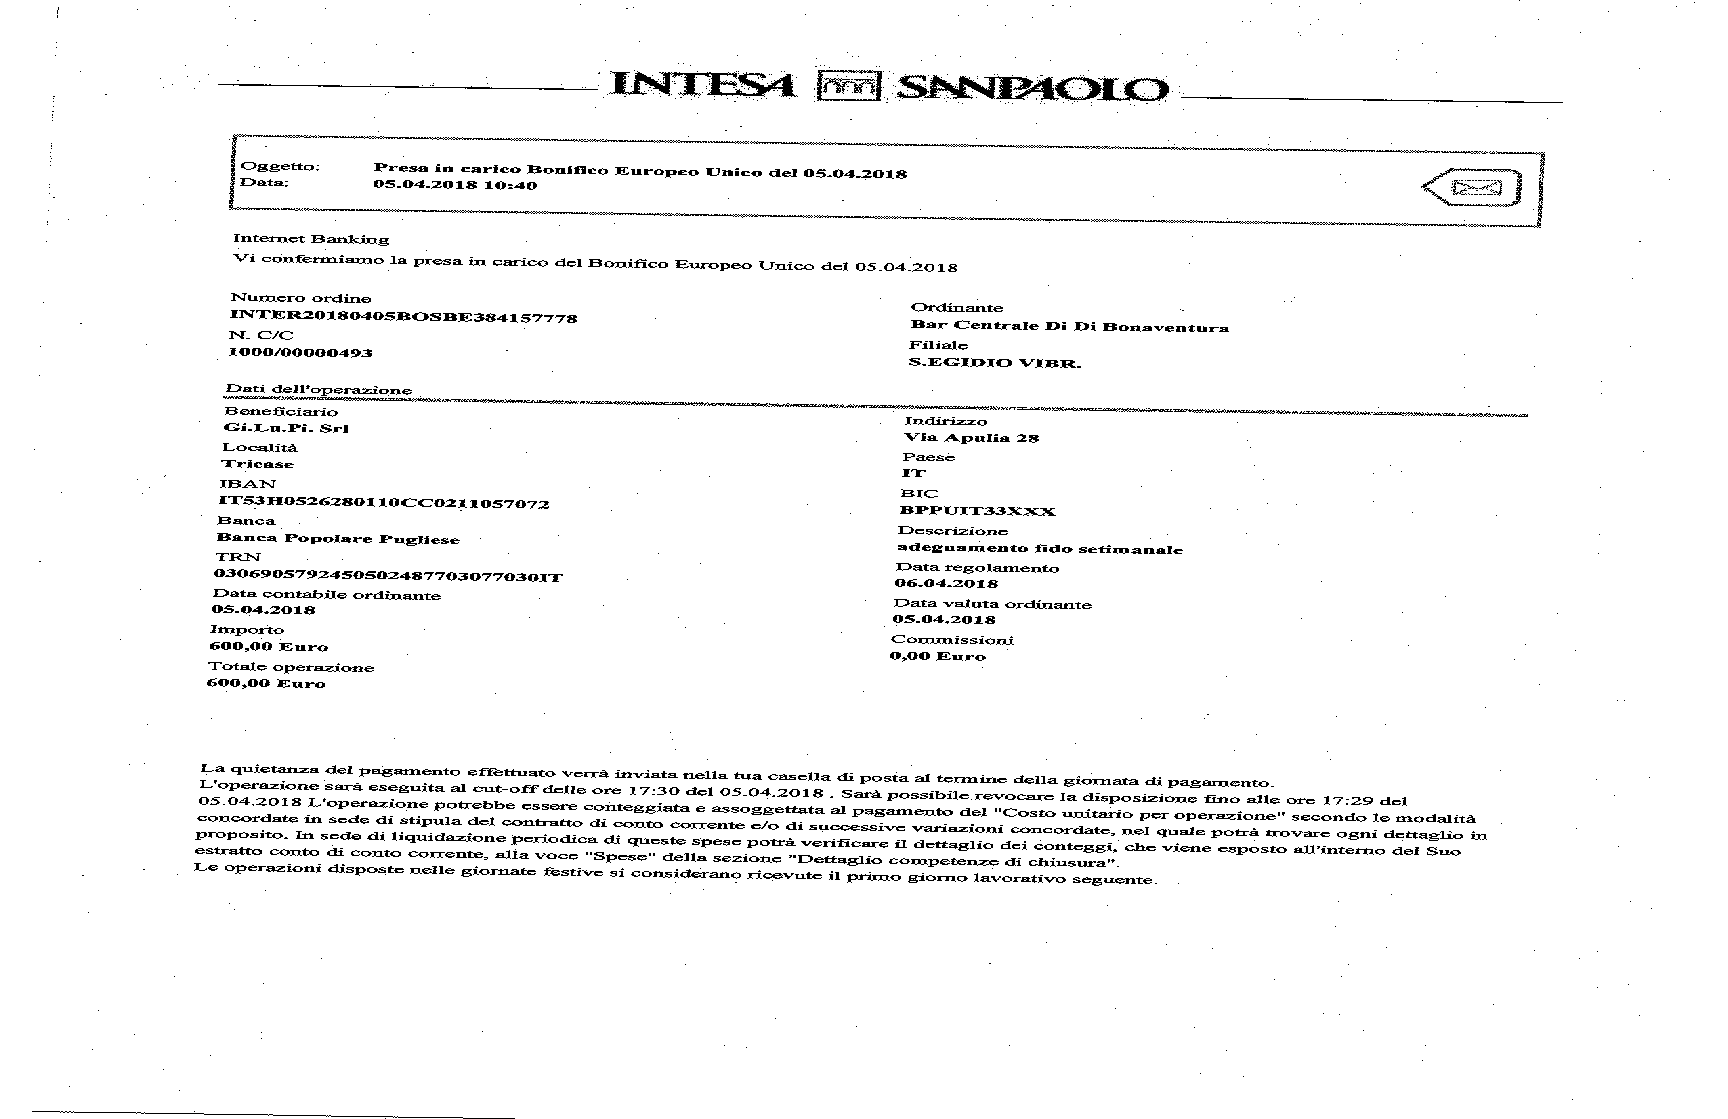 INTESA SANPAOLO
Oggetto: Presa in carico Bonifico Europeo Unico del 05.04.2018
Data: 05.04.2018 10:40
Internet Banking
Vi confermiamo la presa in carico del Bonifico Europeo Unico del 05.04.2018
Numero ordine
INTER20180405BOSBE384157778
N. C/C
1000/00000493
Ordinante
Bar Centrale Di Di Bonaventura
Filiale
S.EGIDIO VIBR.
Dati dell'operazione
Beneficiario
Gi.Lu.Pi. Srl
Località
Tricase
IBAN
IT53H0526280110CC0211057072
Banca
Banca Popolare Pugliese
TRN
0306905792450502487703077030IT
Data contabile ordinante
05.04.2018
Importo
600,00 Euro
Totale operazione
600,00 Euro
Indirizzo
Via Apulia 28
Paese
IT
BIC
BPPUIT33XXX
Descrizione
adeguamento fido setimanale
Data regolamento
06.04.2018
Data valuta ordinante
05.04.2018
Commissioni
0,00 Euro
La quietanza del pagamento effettuato verrà inviata nella tua casella di posta al termine della giornata di pagamento.
L'operazione sarà eseguita al cut-off delle ore 17:30 del 05.04.2018 . Sarà possibile revocare la disposizione fino alle ore 17:29 del
05.04.2018 L'operazione potrebbe essere conteggiata e assoggettata al pagamento del "Costo unitario per operazione" secondo le modalità
concordate in sede di stipula del contratto di conto corrente e/o di successive variazioni concordate, nel quale potrà trovare ogni dettaglio in
proposito. In sede di liquidazione periodica di queste spese potrà verificare il dettaglio dei conteggi, che viene esposto all'interno del Suo
estratto conto di conto corrente, alla voce "Spese" della sezione "Dettaglio competenze di chiusura".
Le operazioni disposte nelle giornate festive si considerano ricevute il primo giorno lavorativo seguente.